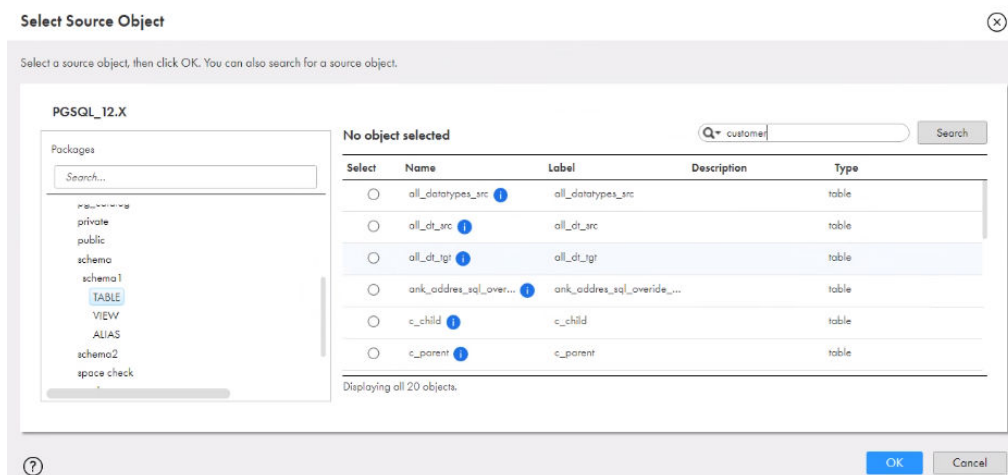 Select Source Object
Select a source object, then click OK. You can also search for a source object.
PGSQL_12.X
Packages
Search...
pg_catalog
private
public
schema
schema1
TABLE
VIEW
ALIAS
schema2
space check
No object selected
customer
Search
Select Name Label Description Type
all_datatypes_src all_datatypes_src table
all_dt_src all_dt_src table
all_dt_tgt all_dt_tgt table
ank_addres_sql_over... ank_addres_sql_overide_... table
c_child c_child table
c_parent c_parent table
Displaying all 20 objects.
OK Cancel